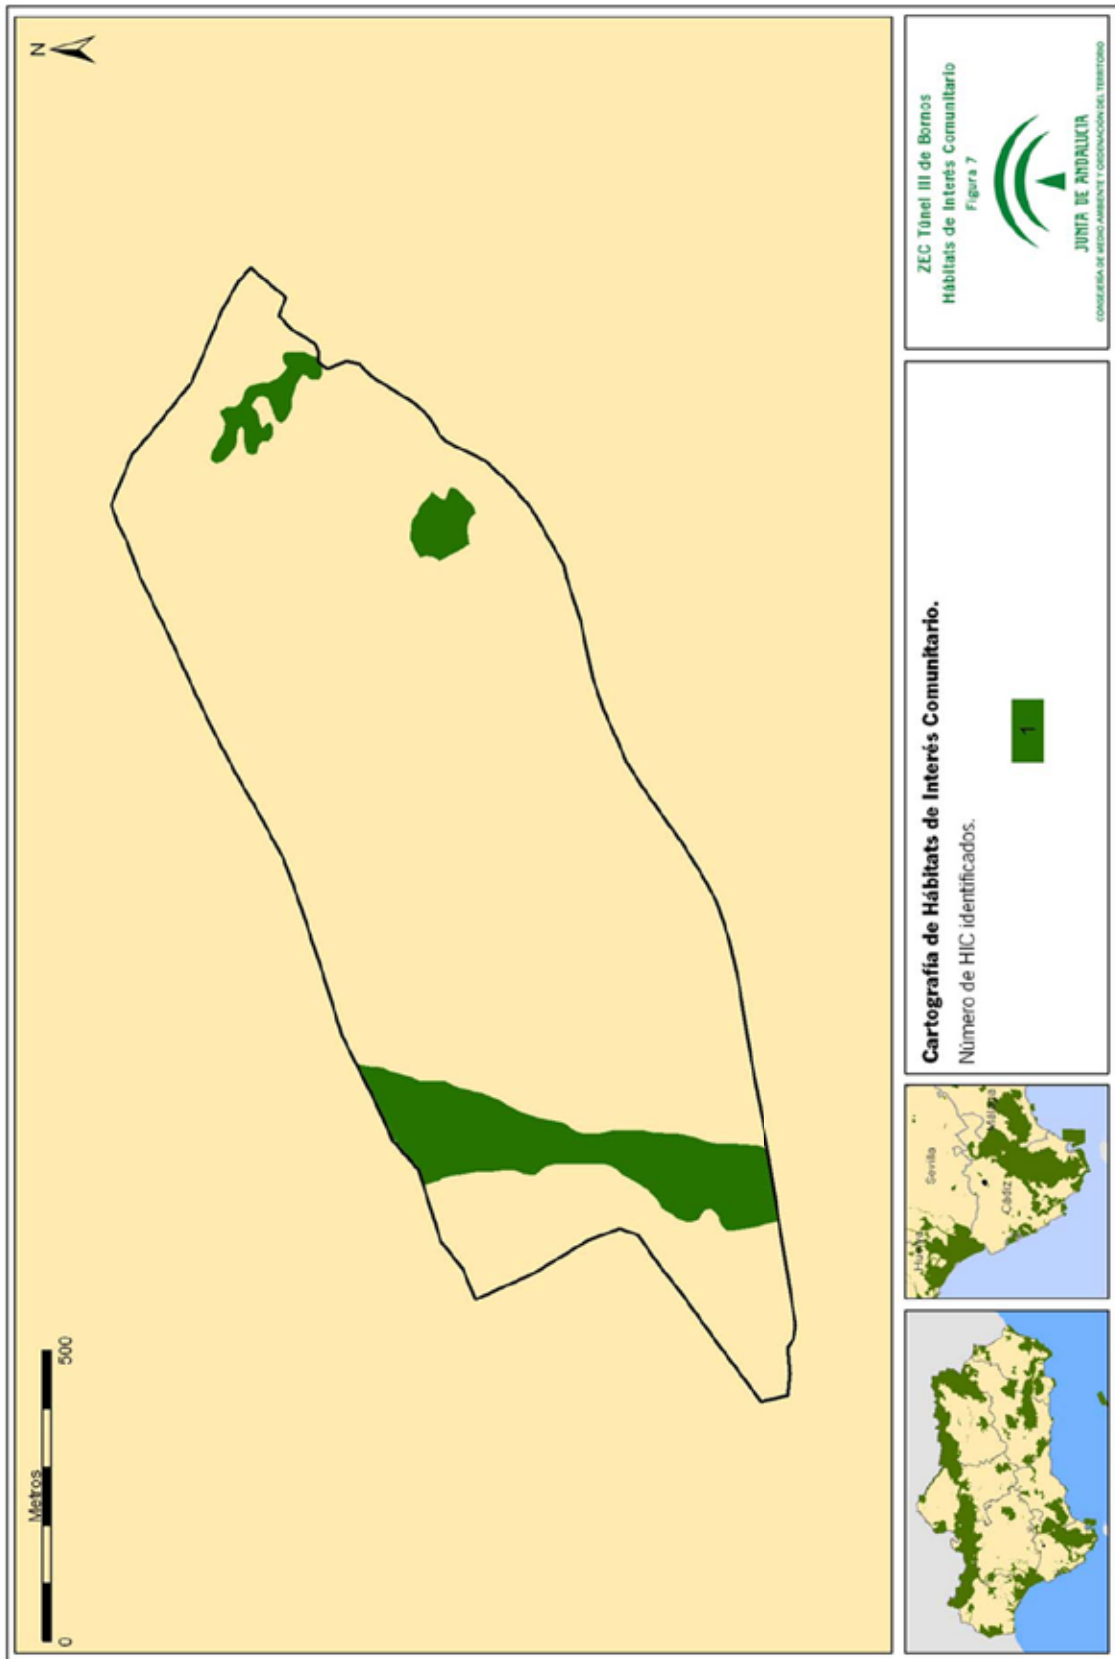 N
Metros
0
500
Sevilla
Cádiz
Málaga
Cartografía de Hábitats de Interés Comunitario.
Número de HIC identificados.
1
ZEC Túnel III de Bornos
Hábitats de Interés Comunitario
Figura 7
JUNTA DE ANDALUCIA
CONSEJERÍA DE MEDIO AMBIENTE Y ORDENACIÓN DEL TERRITORIO